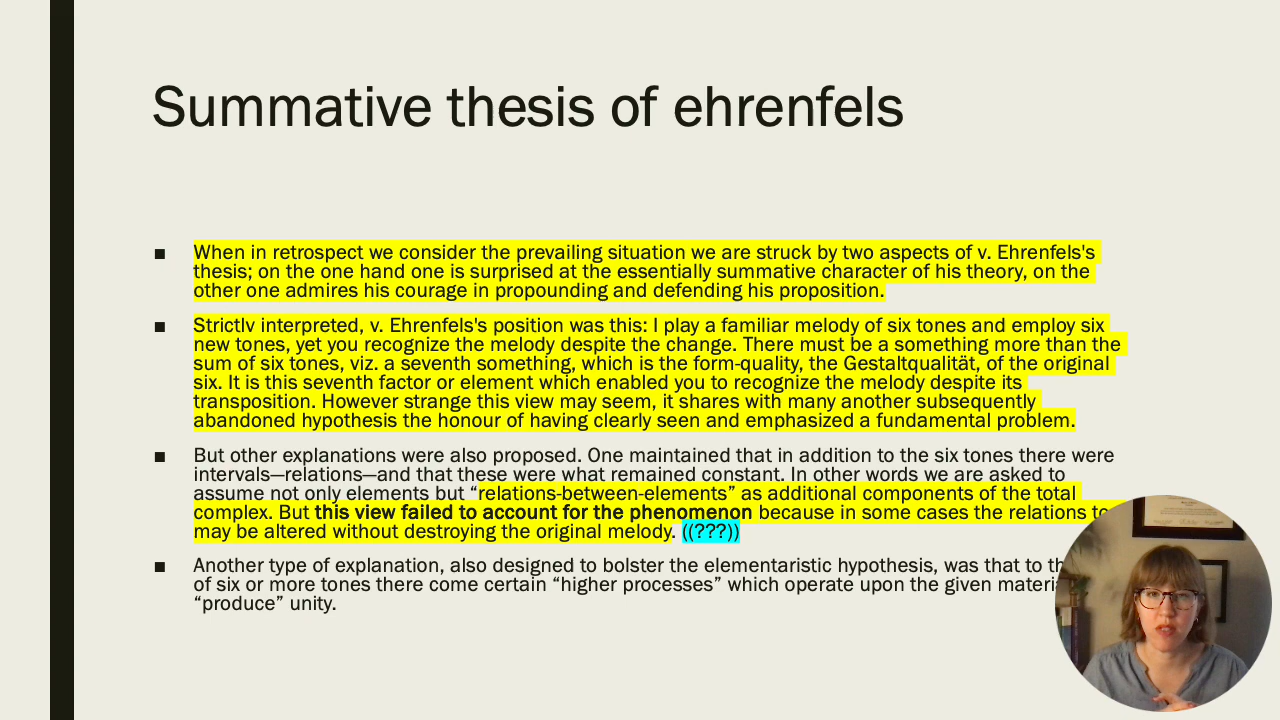 Summative thesis of ehrenfels
■ When in retrospect we consider the prevailing situation we are struck by two aspects of v. Ehrenfels's
thesis; on the one hand one is surprised at the essentially summative character of his theory, on the
other one admires his courage in propounding and defending his proposition.
■ Strictlv interpreted, v. Ehrenfels's position was this: I play a familiar melody of six tones and employ six
new tones, yet you recognize the melody despite the change. There must be a something more than the
sum of six tones, viz. a seventh something, which is the form-quality, the Gestaltqualität, of the original
six. It is this seventh factor or element which enabled you to recognize the melody despite its
transposition. However strange this view may seem, it shares with many another subsequently
abandoned hypothesis the honour of having clearly seen and emphasized a fundamental problem.
■ But other explanations were also proposed. One maintained that in addition to the six tones there were
intervals—relations—and that these were what remained constant. In other words we are asked to
assume not only elements but “relations-between-elements” as additional components of the total
complex. But this view failed to account for the phenomenon because in some cases the relations
may be altered without destroying the original melody. ((???))
■ Another type of explanation, also designed to bolster the elementaristic hypothesis, was that to
of six or more tones there come certain “higher processes” which operate upon the given
“produce” unity.